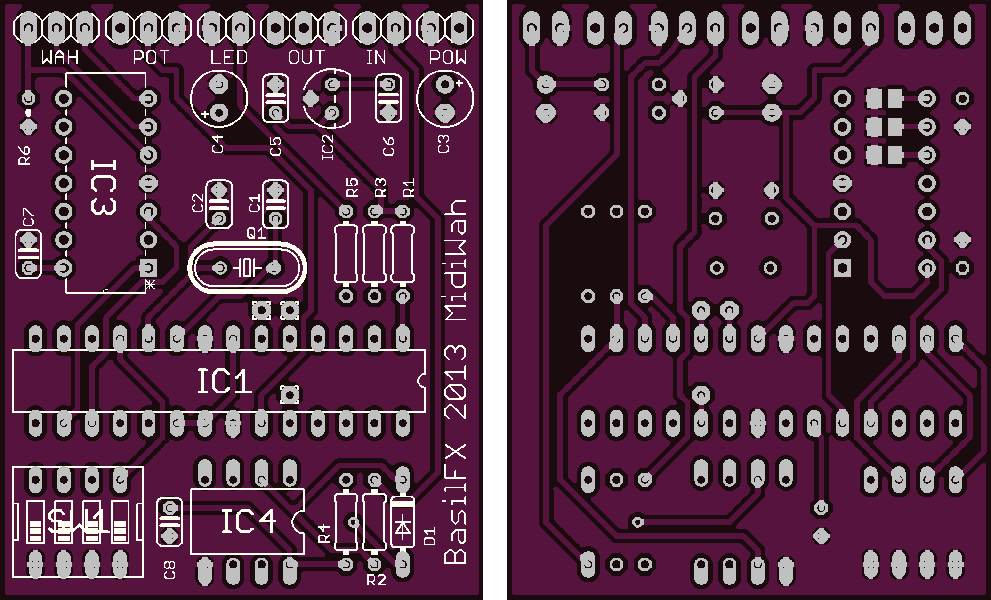 WAH POT LED OUT IN POW
+ +
R6 C4 C5 IC2 C6 C3
IC3
R5 R3 R1
C7 C2 C1
Q1
*
IC1
BasilFX 2013 MidiWah
SW1 IC4 R4 D1
C8 R2